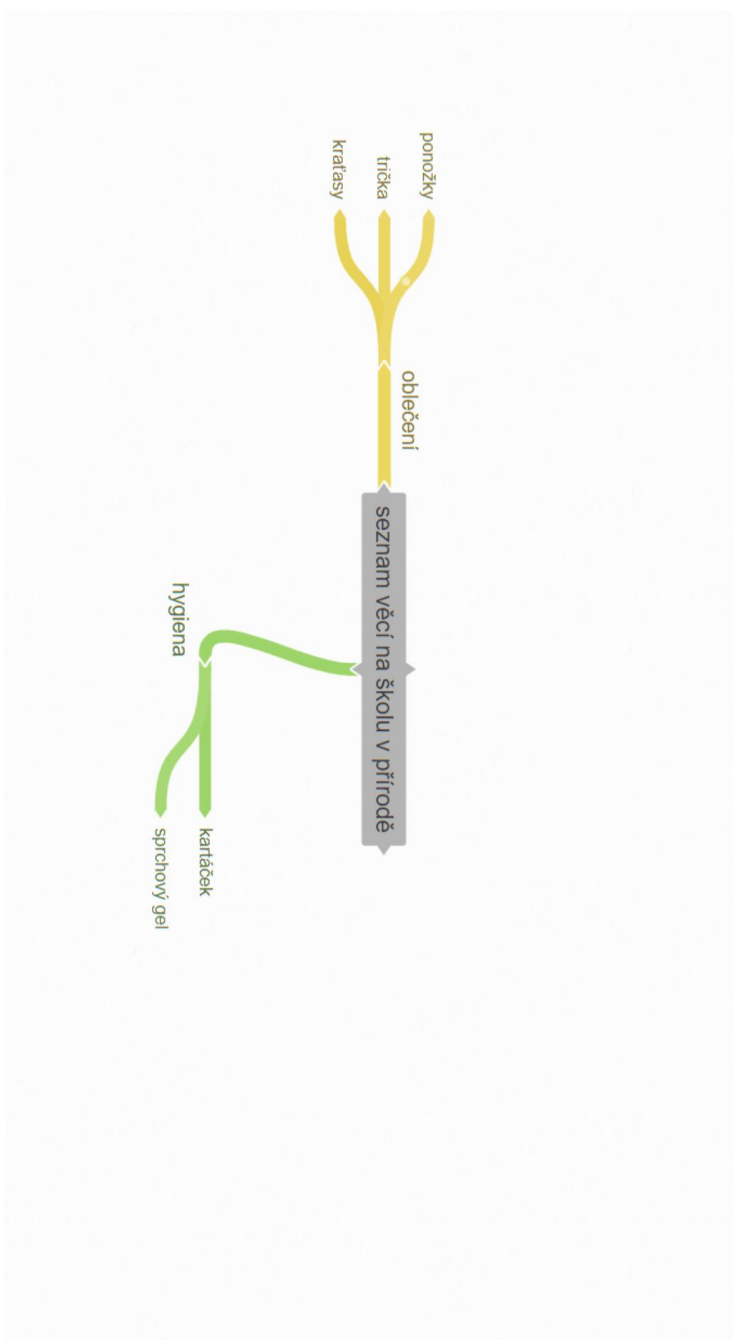 seznam věcí na školu v přírodě
oblečení
ponožky
trička
kraťasy
hygiena
kartáček
sprchový gel